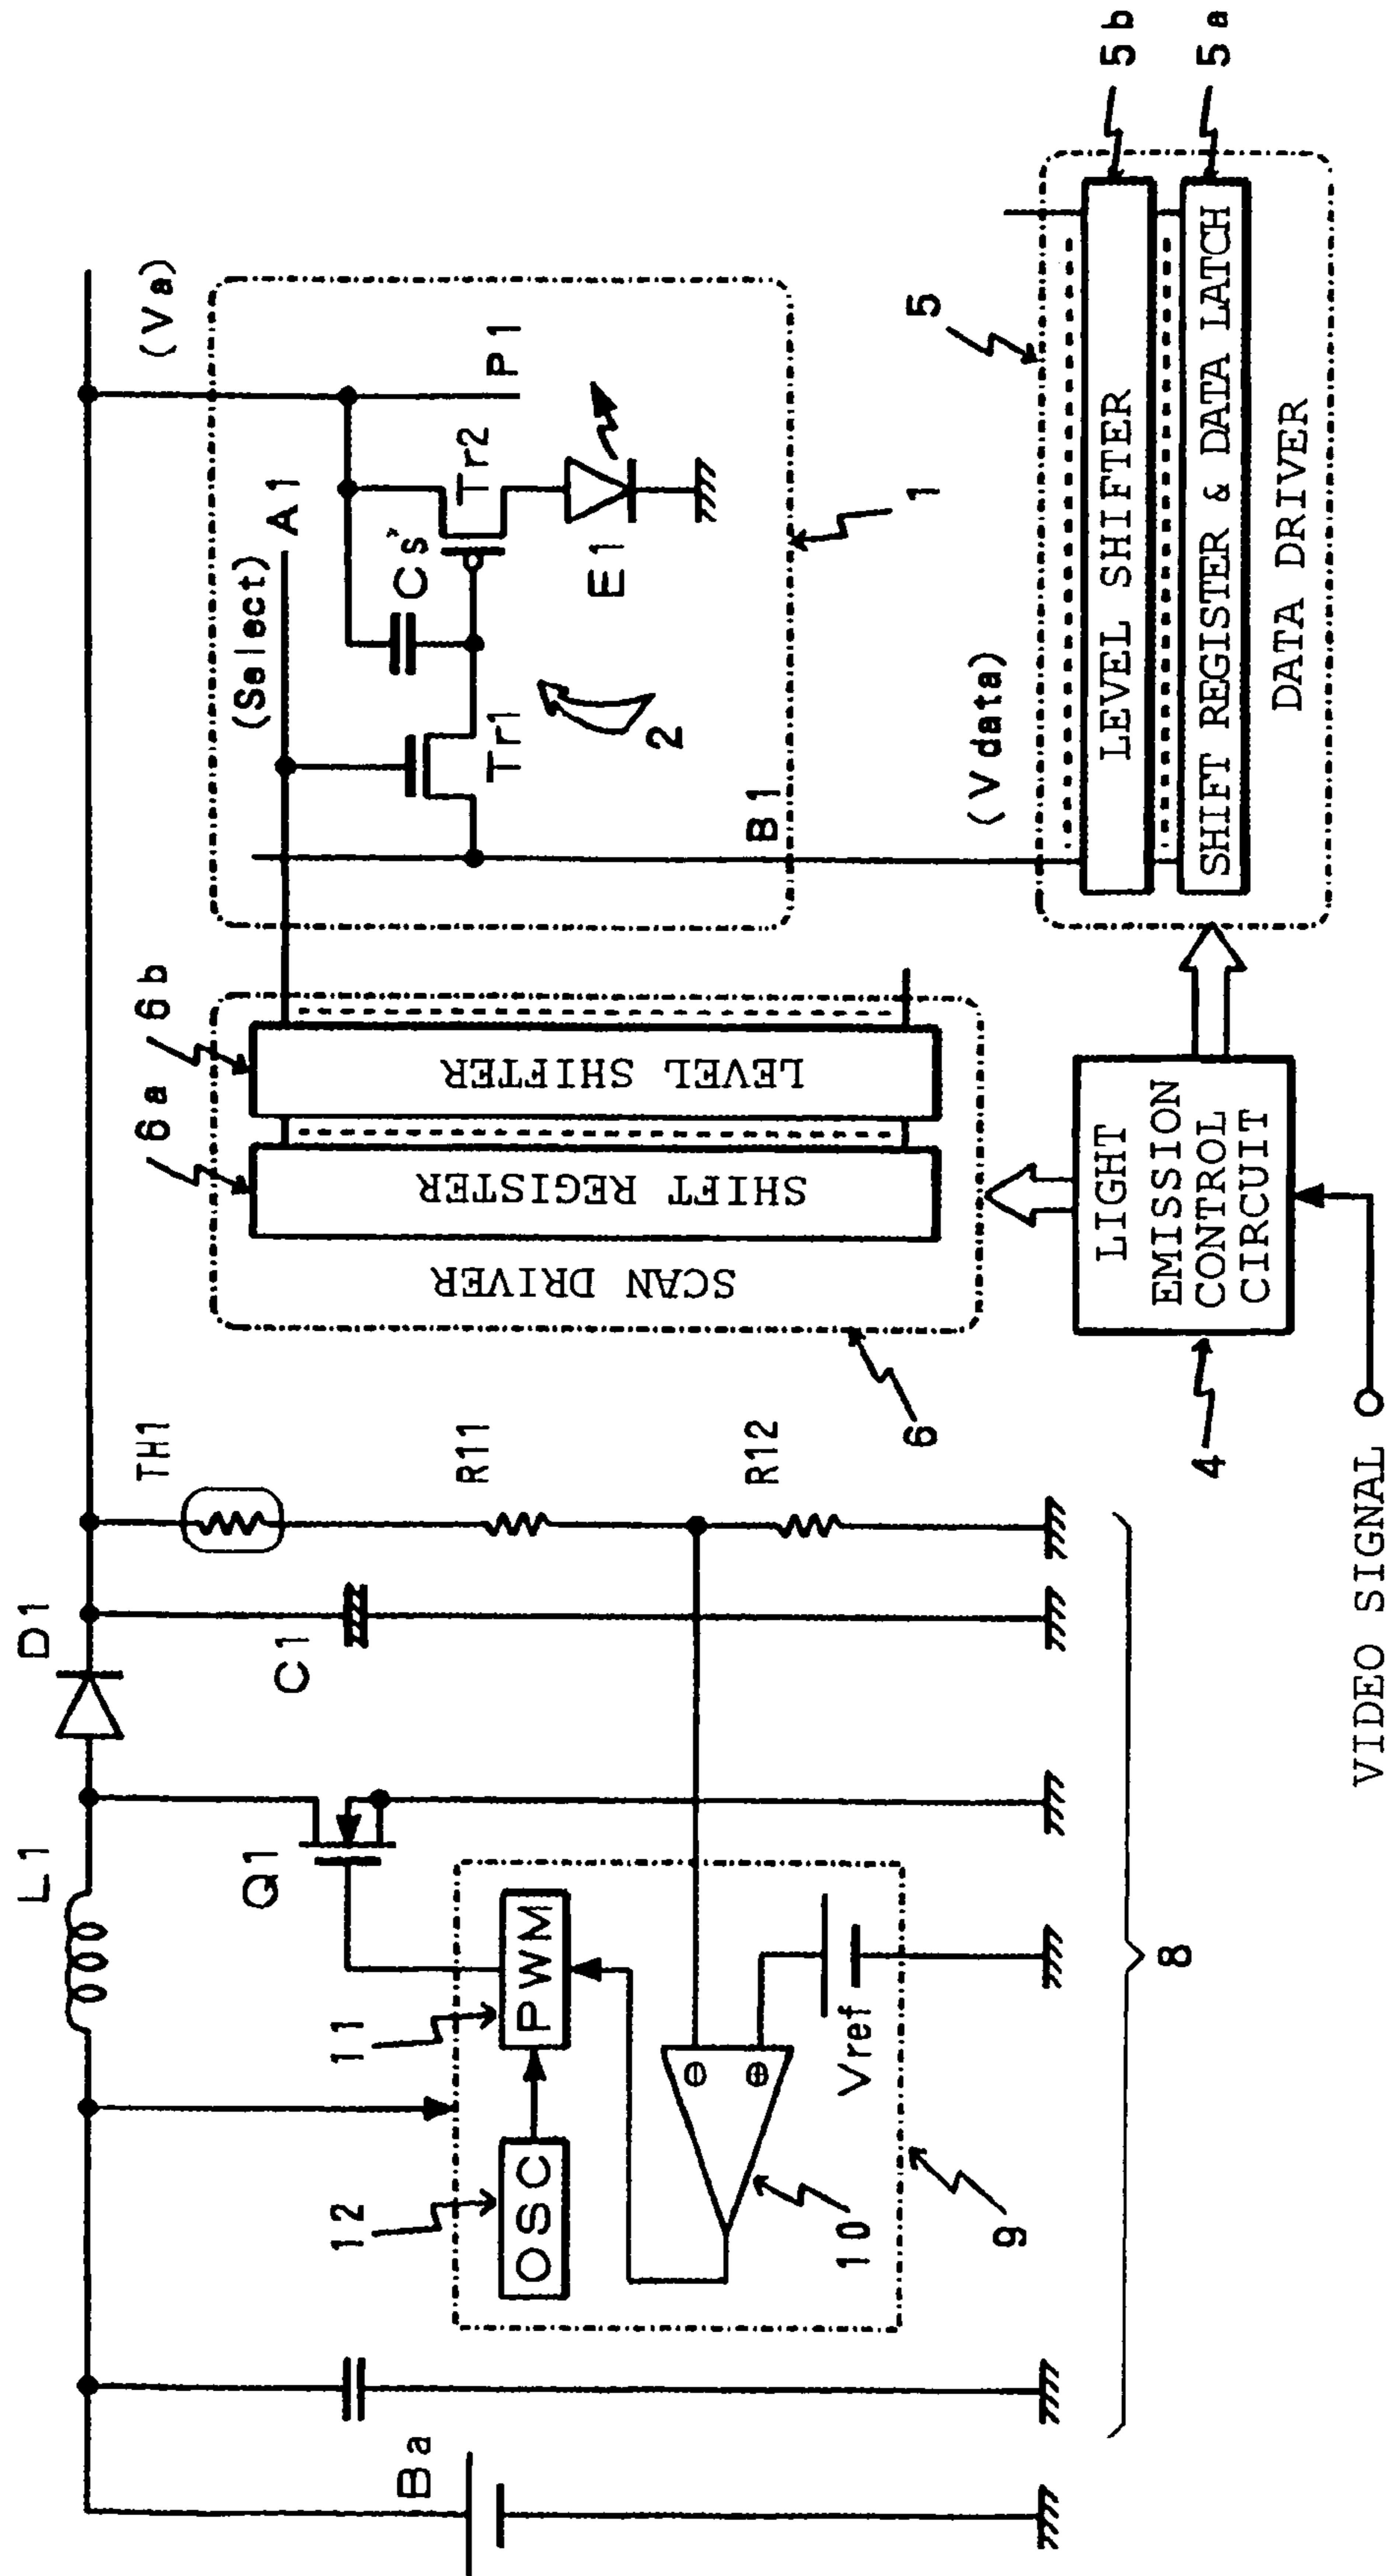 L1
D1
(Va)
TH1
Q1
C1
R11
R12
Ba
12
11
OSC
PWM
10
Vref
9
8
6a
6b
SHIFT REGISTER
LEVEL SHIFTER
SCAN DRIVER
6
(Select)
A1
Cs
Tr2
P1
Tr1
E1
2
B1
1
(Vdata)
5
5b
5a
LEVEL SHIFTER
SHIFT REGISTER & DATA LATCH
DATA DRIVER
LIGHT
EMISSION
CONTROL
CIRCUIT
4
VIDEO SIGNAL